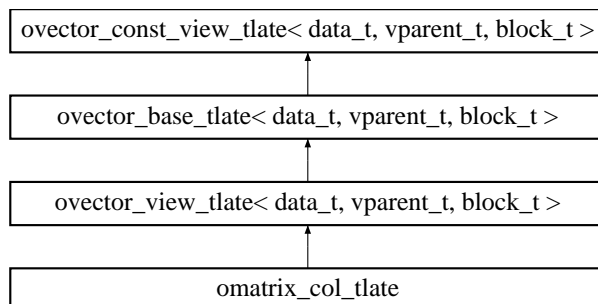 ovector_const_view_tlate< data_t, vparent_t, block_t >
ovector_base_tlate< data_t, vparent_t, block_t >
ovector_view_tlate< data_t, vparent_t, block_t >
omatrix_col_tlate